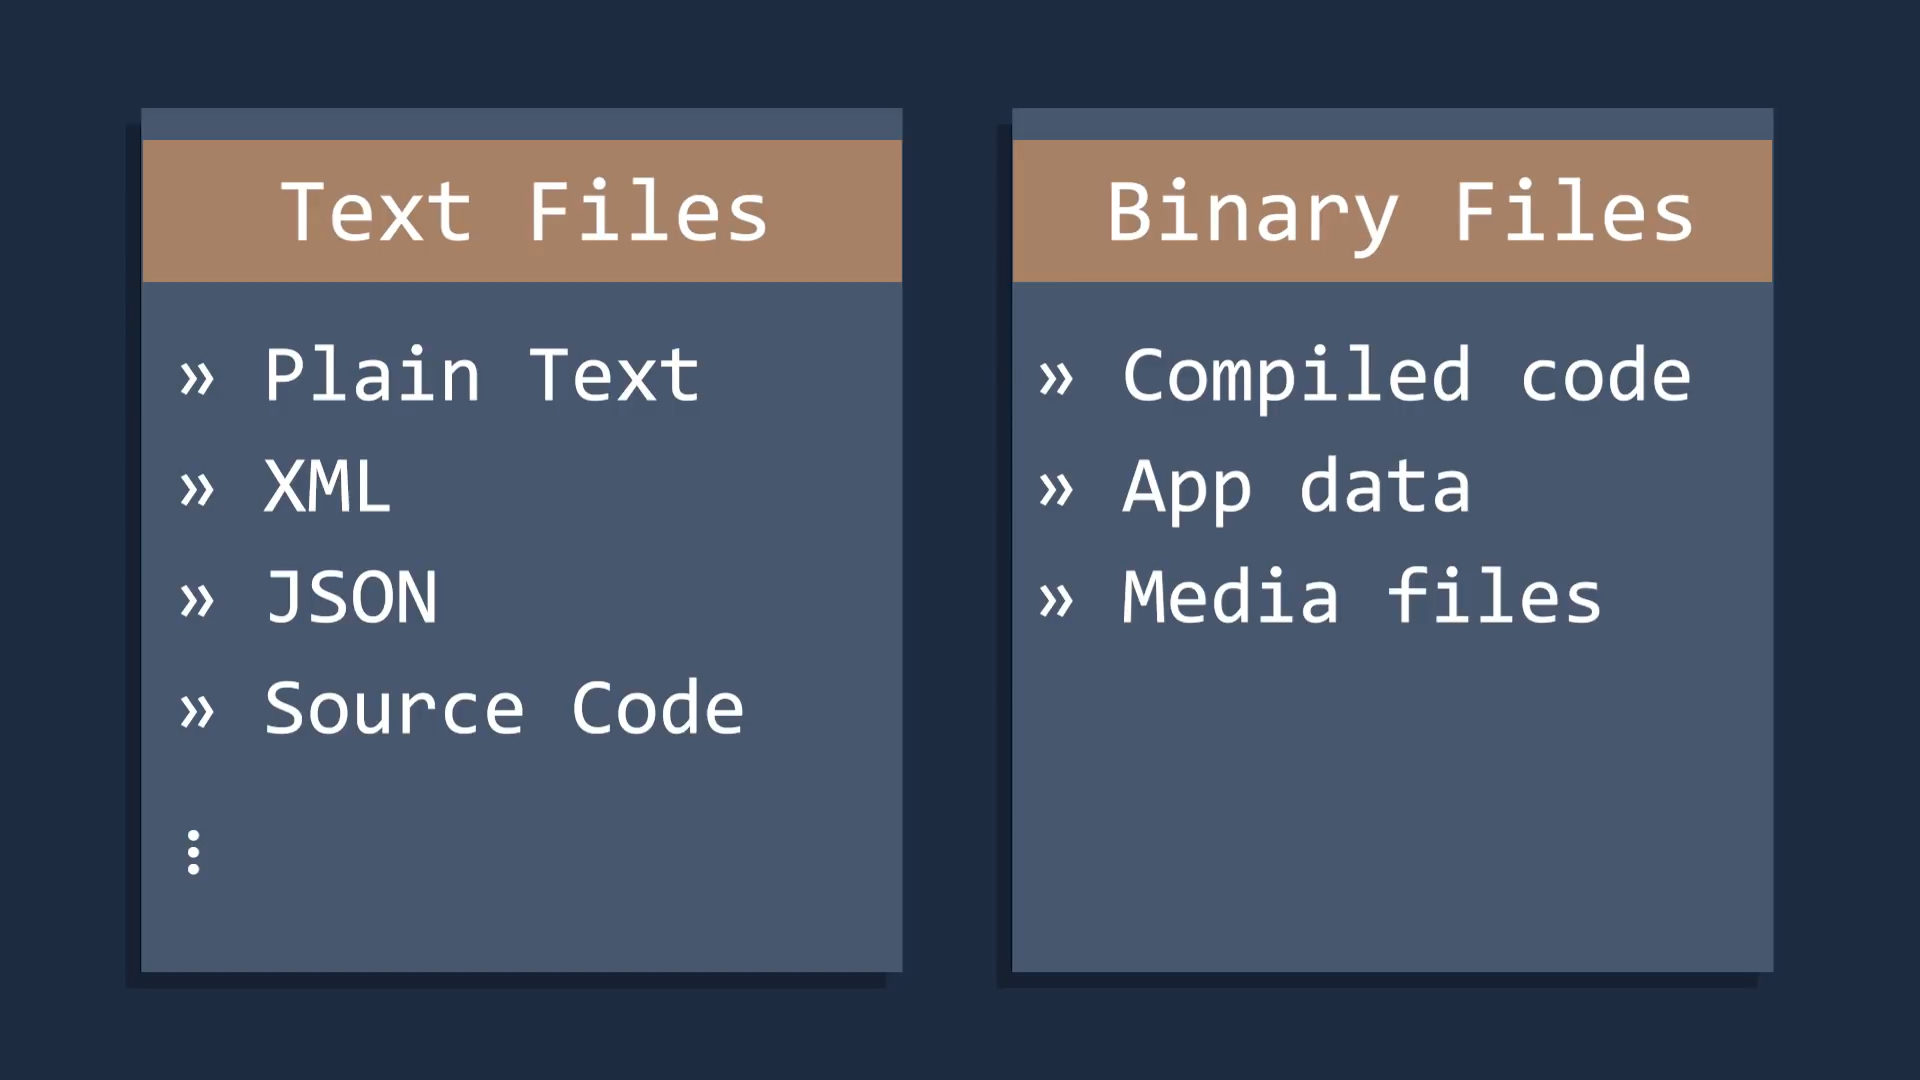 Text Files
» Plain Text
» XML
» JSON
» Source Code
⋮
Binary Files
» Compiled code
» App data
» Media files